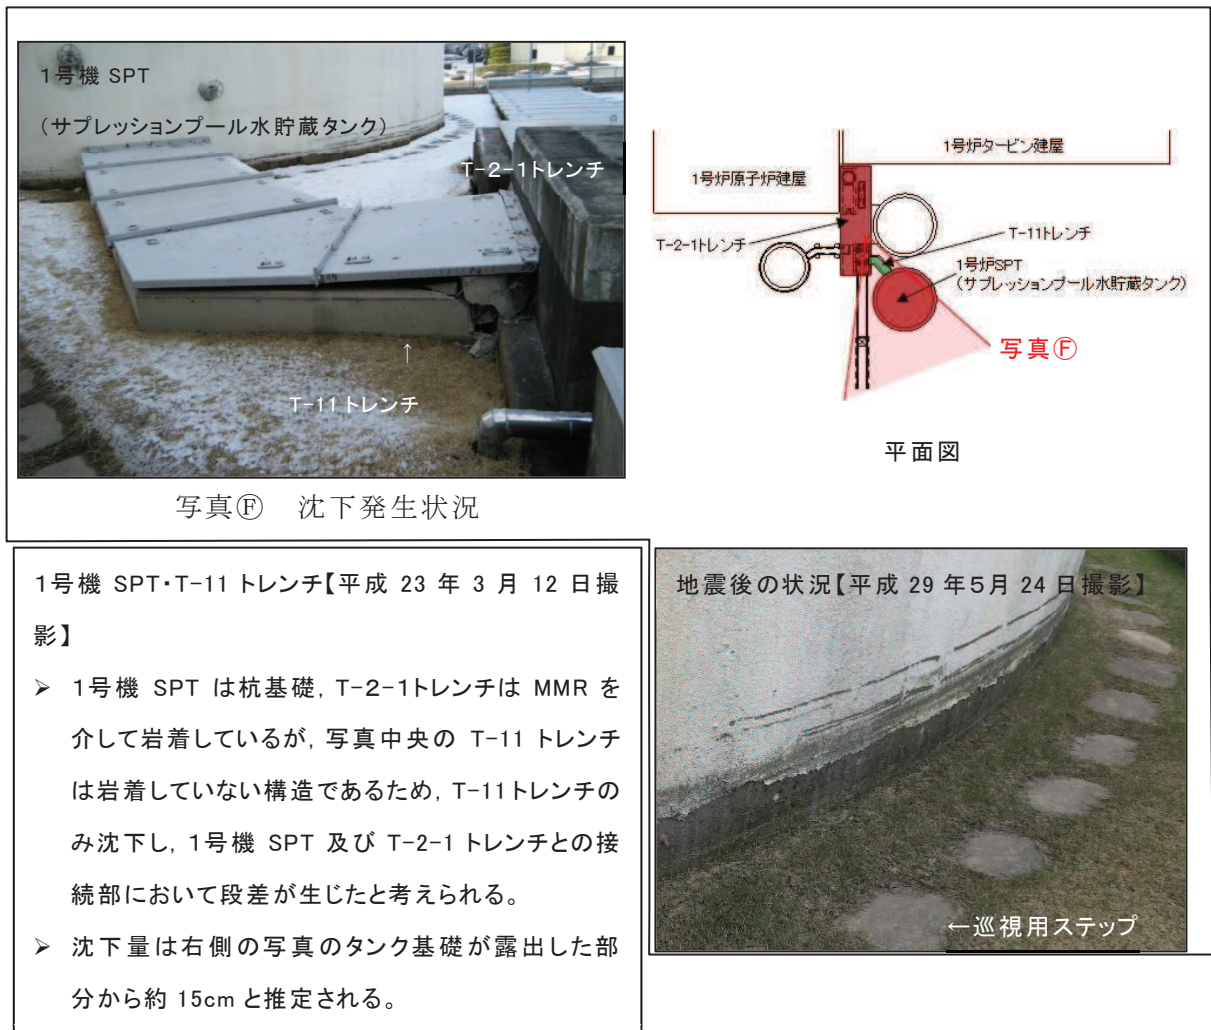 1号機 SPT
（サプレッションプール水貯蔵タンク）
T-2-1トレンチ
↑
T-11トレンチ
写真Ⓕ　沈下発生状況
1号炉タービン建屋
1号炉原子炉建屋
T-2-1トレンチ
T-11トレンチ
1号炉SPT
（サプレッションプール水貯蔵タンク）
写真Ⓕ
平面図
1号機 SPT・T-11 トレンチ【平成 23 年 3 月 12 日撮
影】
➢ 1号機 SPT は杭基礎, T-2-1トレンチは MMR を
介して岩着しているが, 写真中央の T-11 トレンチ
は岩着していない構造であるため, T-11トレンチの
み沈下し, 1号機 SPT 及び T-2-1 トレンチとの接
続部において段差が生じたと考えられる。
➢ 沈下量は右側の写真のタンク基礎が露出した部
分から約 15cm と推定される。
地震後の状況【平成 29 年5月 24 日撮影】
←巡視用ステップ